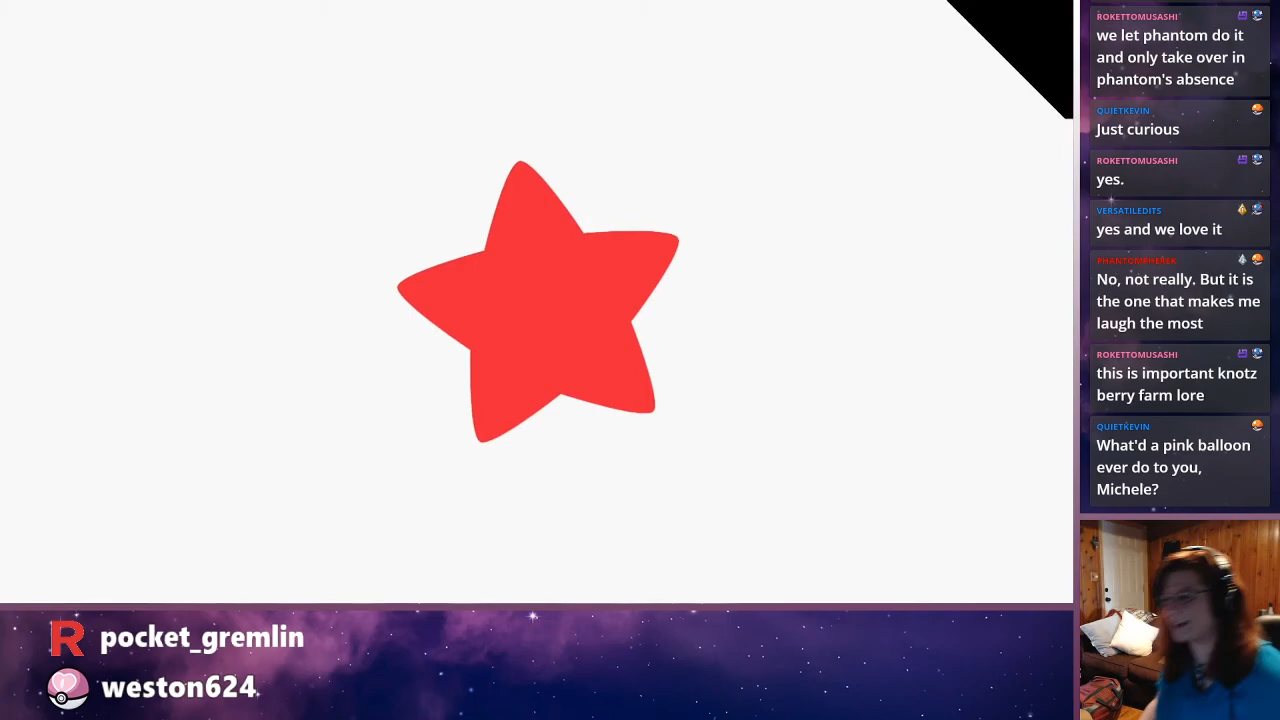 ROKETTOMUSASHI
we let phantom do it
and only take over in
phantom's absence
QUIETKEVIN
Just curious
ROKETTOMUSASHI
yes.
VERSATILEDITS
yes and we love it
PHANTOMPHEREK
No, not really. But it is
the one that makes me
laugh the most
ROKETTOMUSASHI
this is important knotz
berry farm lore
QUIETKEVIN
What'd a pink balloon
ever do to you,
Michele?
R pocket_gremlin
weston624